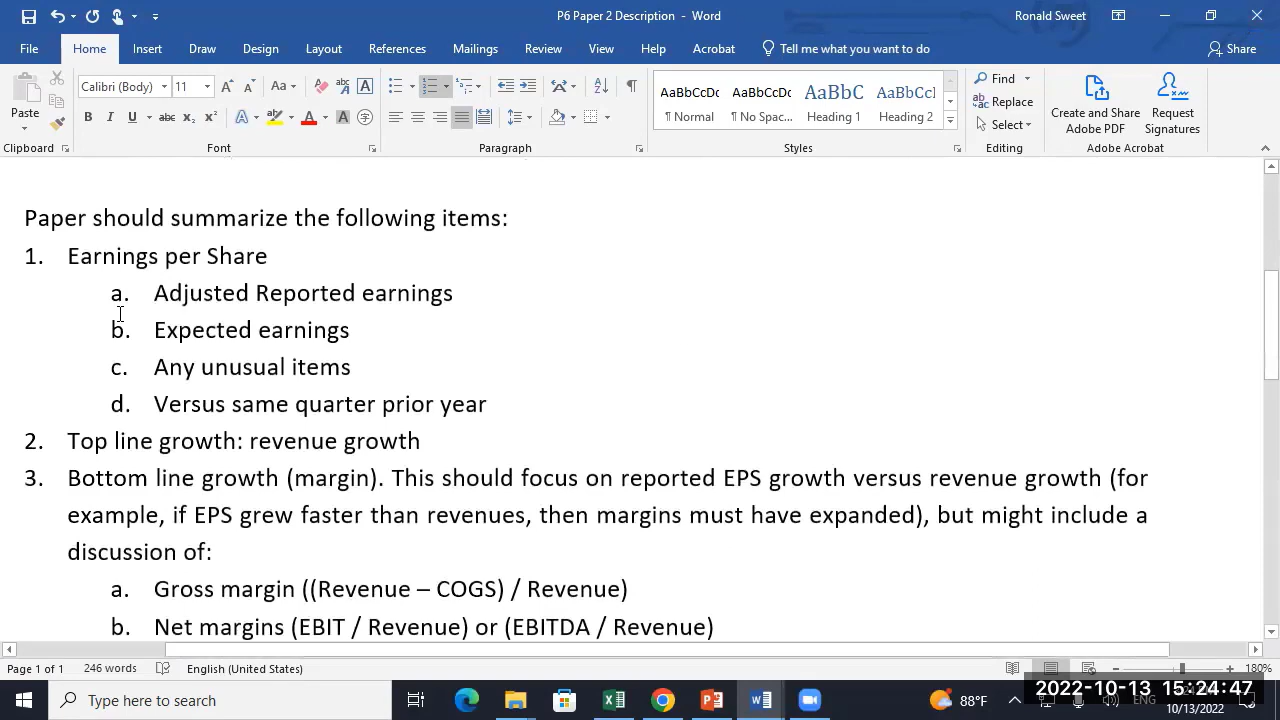 P6 Paper 2 Description - Word
Ronald Sweet
File Home Insert Draw Design Layout References Mailings Review View Help Acrobat Tell me what you want to do Share
Paste
Calibri (Body) 11
Find
Replace
Select
AaBbCcDc AaBbCcDc AaBbC AaBbCcI
¶ Normal ¶ No Spac... Heading 1 Heading 2
Create and Share Adobe PDF
Request Signatures
Clipboard Font Paragraph Styles Editing Adobe Acrobat
Paper should summarize the following items:
1. Earnings per Share
a. Adjusted Reported earnings
b. Expected earnings
c. Any unusual items
d. Versus same quarter prior year
2. Top line growth: revenue growth
3. Bottom line growth (margin). This should focus on reported EPS growth versus revenue growth (for
example, if EPS grew faster than revenues, then margins must have expanded), but might include a
discussion of:
a. Gross margin ((Revenue – COGS) / Revenue)
b. Net margins (EBIT / Revenue) or (EBITDA / Revenue)
Page 1 of 1 246 words English (United States) 180%
Type here to search
88°F
2022-10-13 15:24:47
ENG
10/13/2022